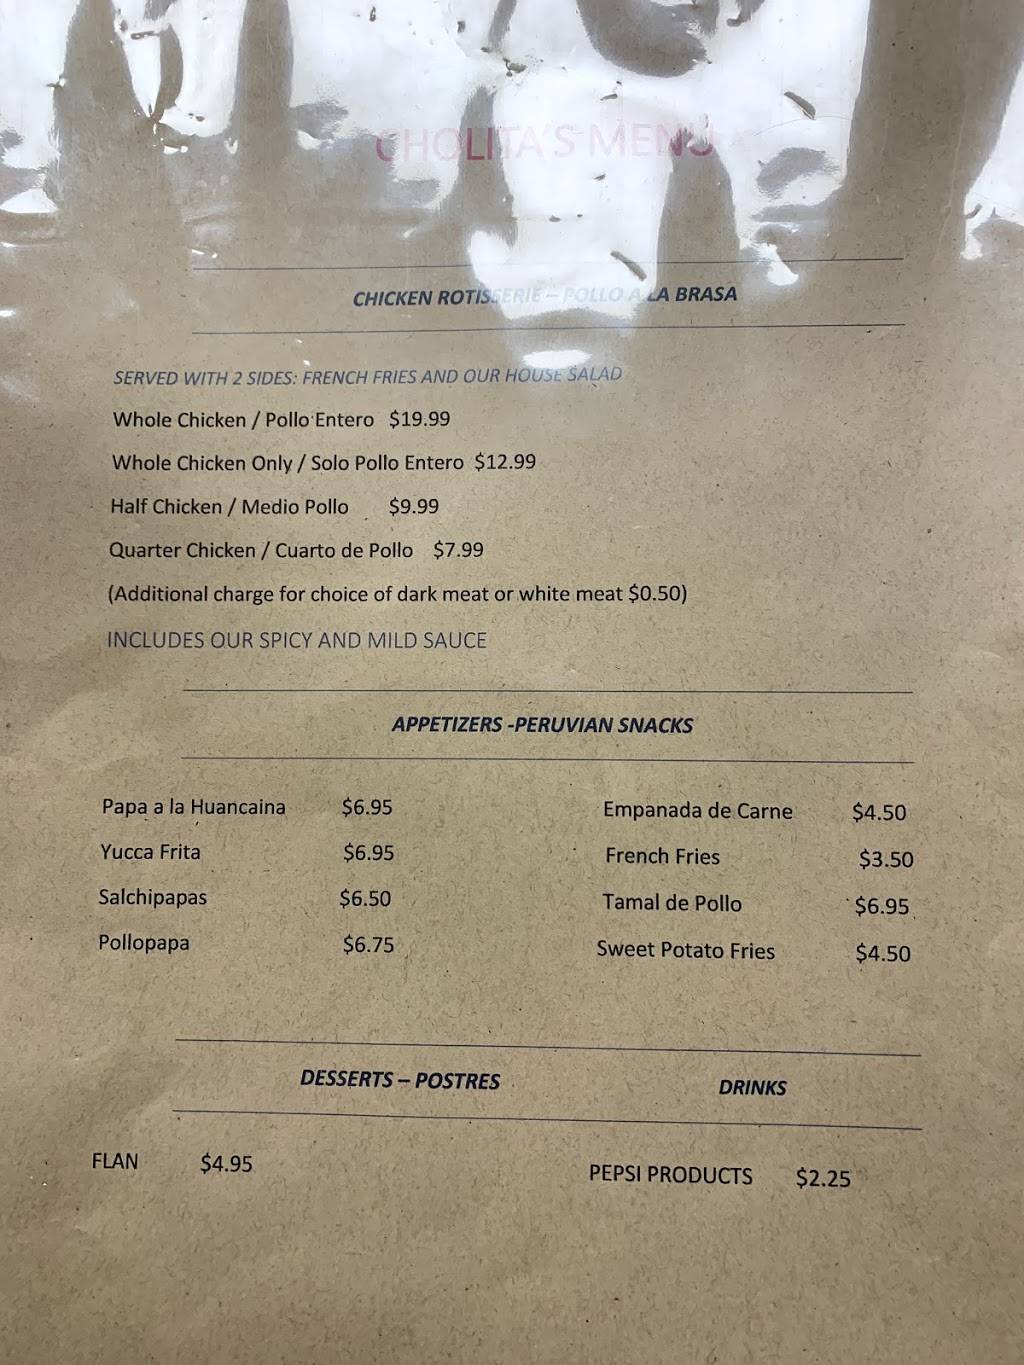 CHOLITA'S MENU
CHICKEN ROTISSERIE – POLLO A LA BRASA
SERVED WITH 2 SIDES: FRENCH FRIES AND OUR HOUSE SALAD
Whole Chicken / Pollo Entero $19.99
Whole Chicken Only / Solo Pollo Entero $12.99
Half Chicken / Medio Pollo $9.99
Quarter Chicken / Cuarto de Pollo $7.99
(Additional charge for choice of dark meat or white meat $0.50)
INCLUDES OUR SPICY AND MILD SAUCE
APPETIZERS -PERUVIAN SNACKS
Papa a la Huancaina $6.95
Yucca Frita $6.95
Salchipapas $6.50
Pollopapa $6.75
Empanada de Carne $4.50
French Fries $3.50
Tamal de Pollo $6.95
Sweet Potato Fries $4.50
DESSERTS – POSTRES
FLAN $4.95
DRINKS
PEPSI PRODUCTS $2.25